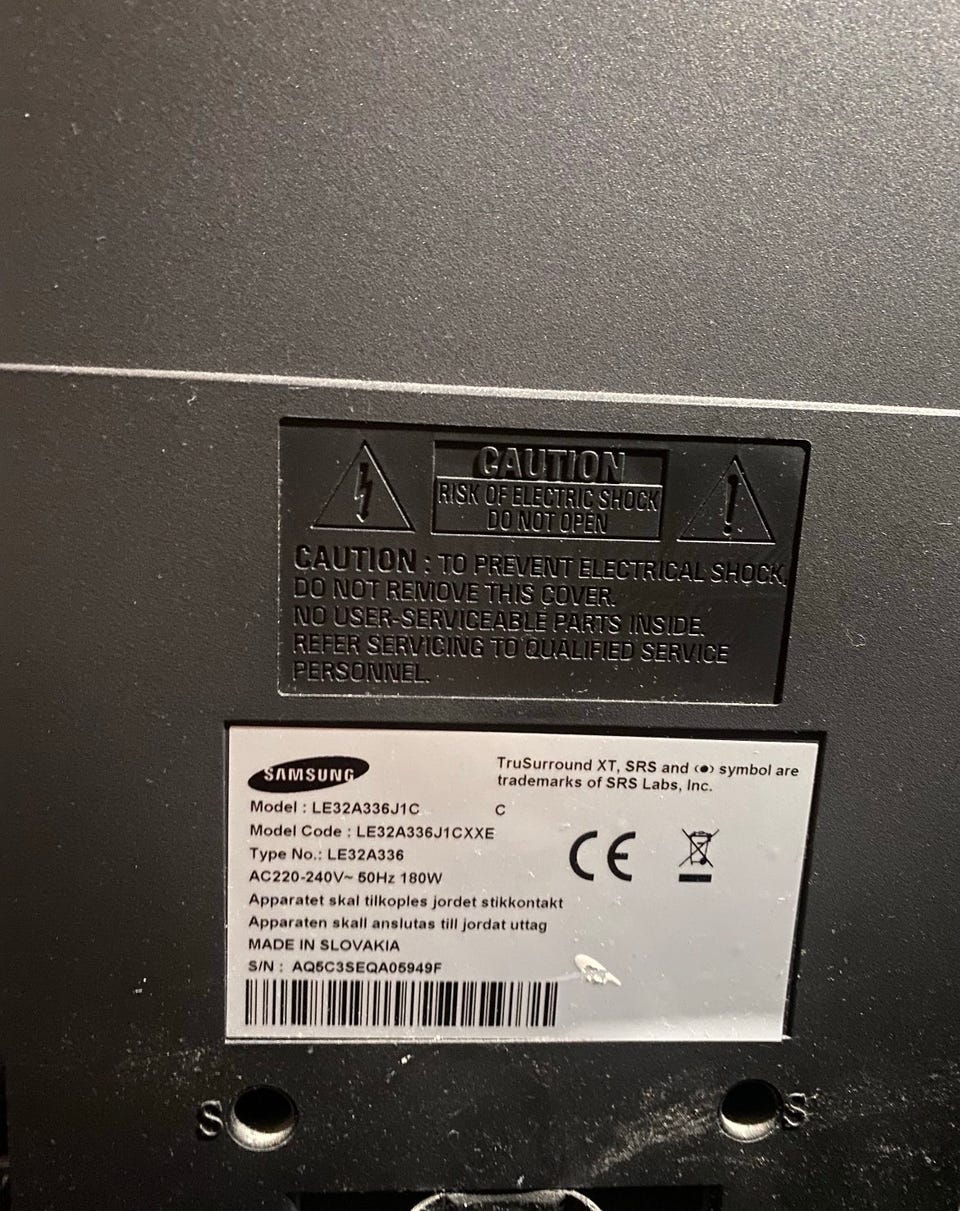 CAUTION
RISK OF ELECTRIC SHOCK
DO NOT OPEN
CAUTION : TO PREVENT ELECTRICAL SHOCK,
DO NOT REMOVE THIS COVER.
NO USER-SERVICEABLE PARTS INSIDE.
REFER SERVICING TO QUALIFIED SERVICE
PERSONNEL.
SAMSUNG
TruSurround XT, SRS and (●) symbol are
trademarks of SRS Labs, Inc.
Model : LE32A336J1C C
Model Code : LE32A336J1CXXE
Type No.: LE32A336
AC220-240V~ 50Hz 180W
Apparatet skal tilkoples jordet stikkontakt
Apparaten skall anslutas till jordat uttag
MADE IN SLOVAKIA
S/N : AQ5C3SEQA05949F
CE
S S